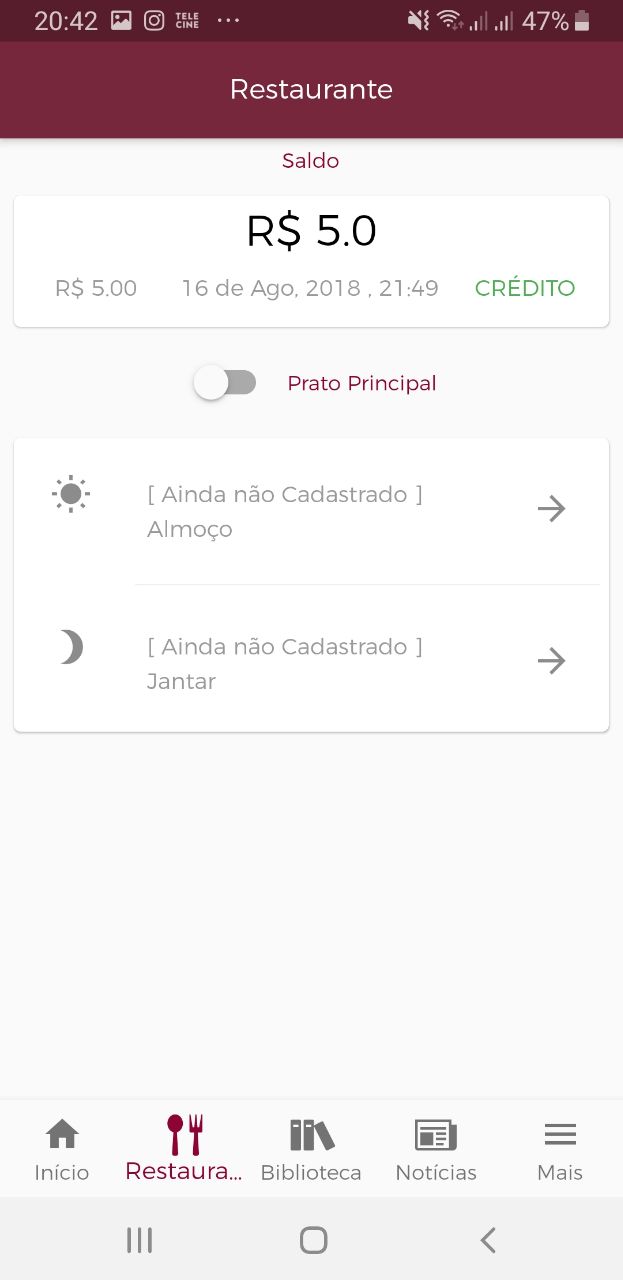 20:42 TELE CINE ... 47%
Restaurante
Saldo
R$ 5.0
R$ 5.00 16 de Ago, 2018 , 21:49 CRÉDITO
Prato Principal
[ Ainda não Cadastrado ]
Almoço
[ Ainda não Cadastrado ]
Jantar
Início Restaura... Biblioteca Notícias Mais